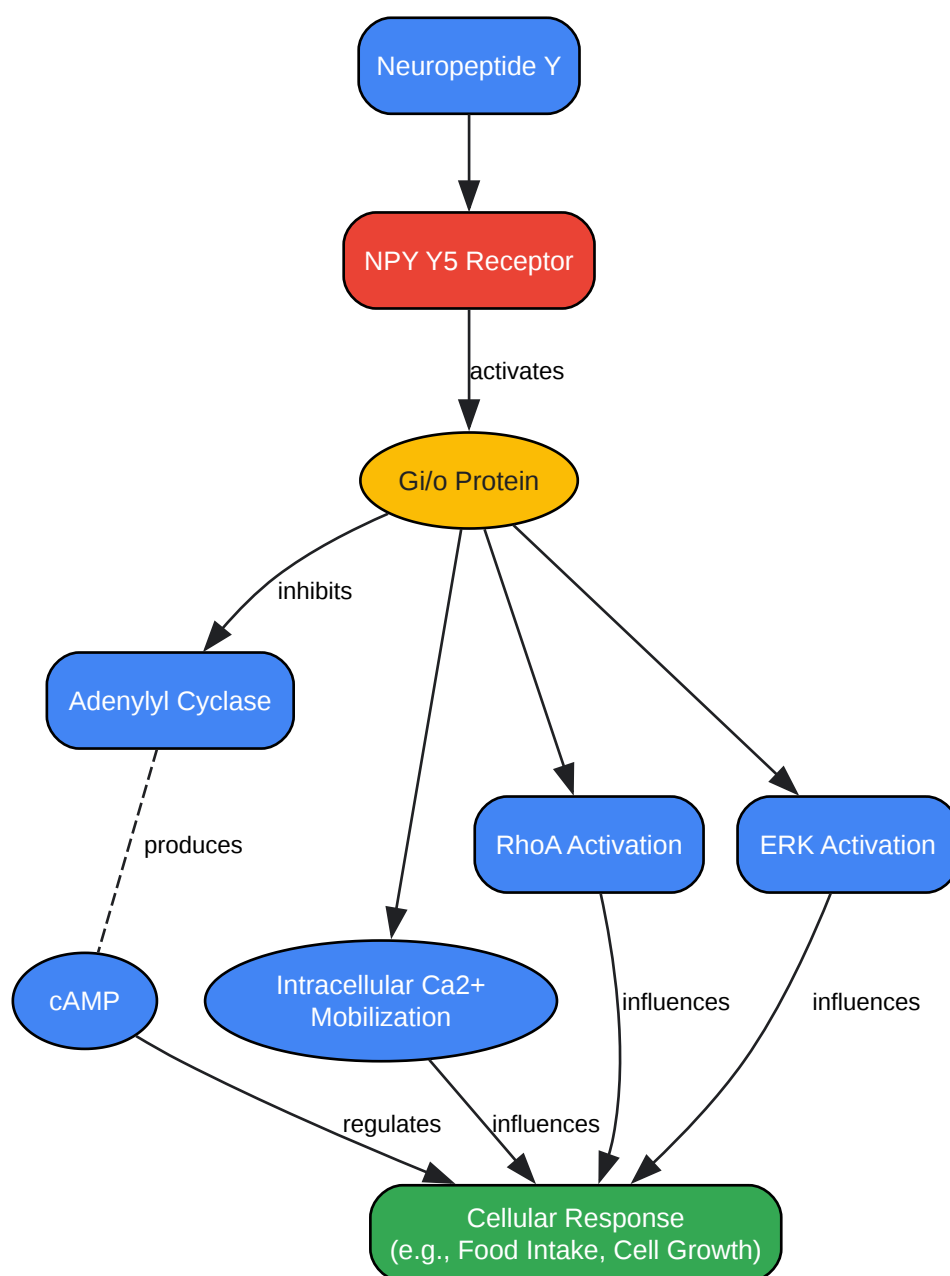 Neuropeptide Y
NPY Y5 Receptor
activates
Gi/o Protein
inhibits
Adenylyl Cyclase
produces
RhoA Activation
ERK Activation
cAMP
Intracellular Ca2+
Mobilization
influences
influences
regulates
influences
Cellular Response
(e.g., Food Intake, Cell Growth)